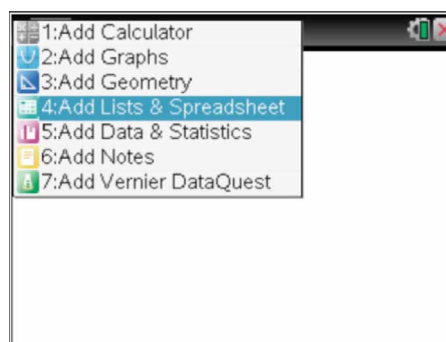 1:Add Calculator
2:Add Graphs
3:Add Geometry
4:Add Lists & Spreadsheet
5:Add Data & Statistics
6:Add Notes
7:Add Vernier DataQuest